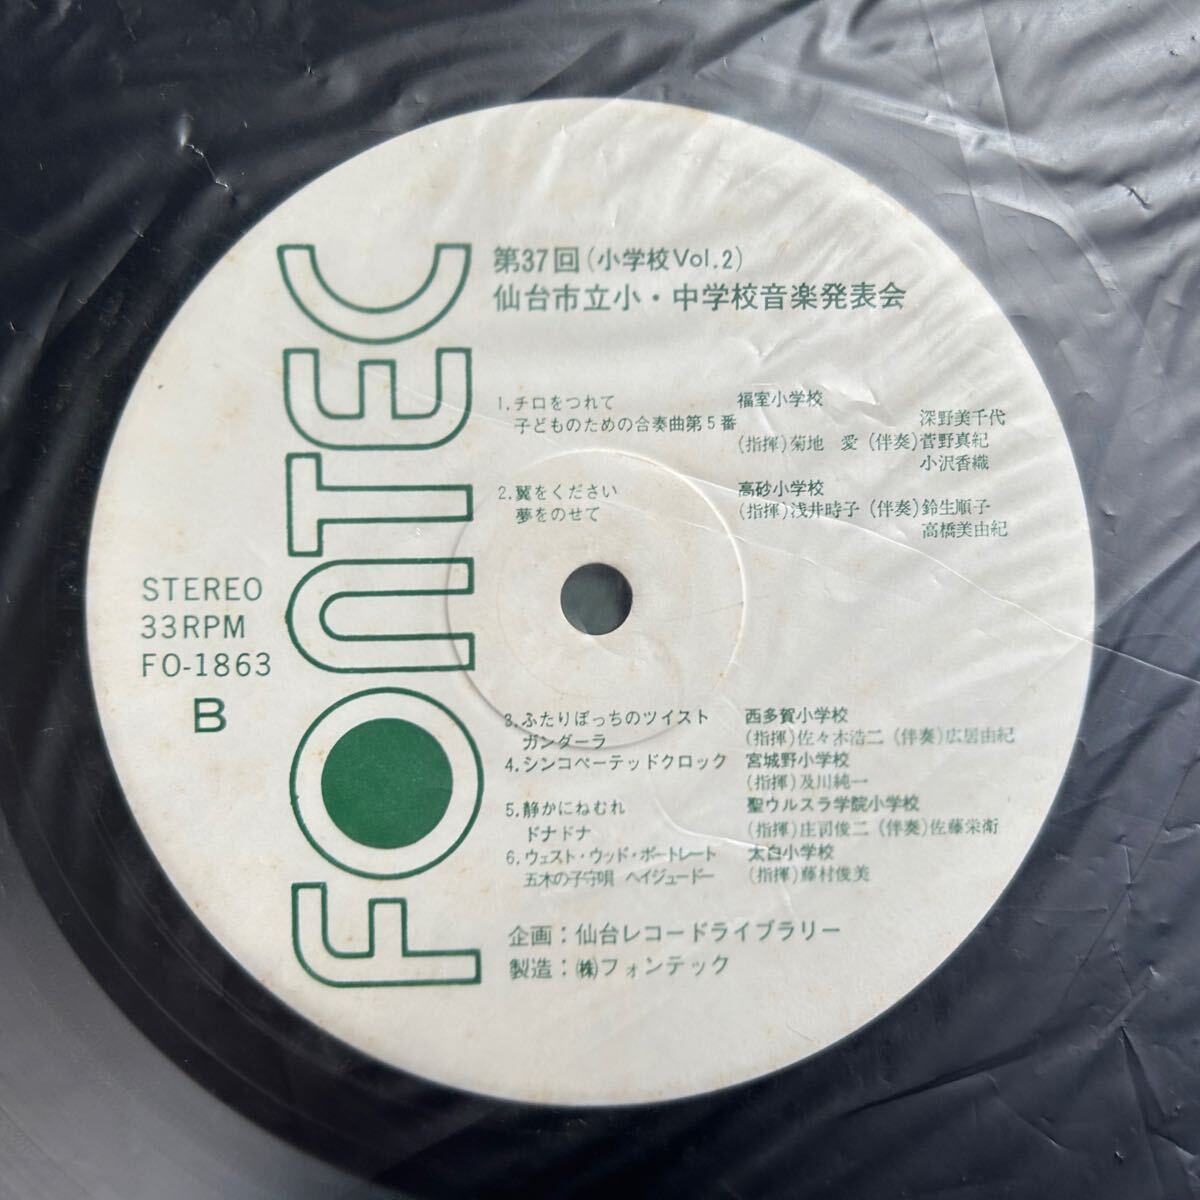 FONTEC
第37回(小学校Vol.2)
仙台市立小・中学校音楽発表会
1.チロをつれて 福室小学校
深野美千代
子どものための合奏曲第5番 (指揮)菊地 愛 (伴奏)菅野真紀
小沢香織
2.翼をください 高砂小学校
夢をのせて (指揮)浅井時子 (伴奏)鈴生順子
高橋美由紀
STEREO
33RPM
FO-1863
B
3.ふたりぼっちのツイスト 西多賀小学校
ガンダーラ (指揮)佐々木浩二 (伴奏)広居由紀
4.シンコペーテッドクロック 宮城野小学校
(指揮)及川純一
5.静かにねむれ 聖ウルスラ学院小学校
ドナドナ (指揮)庄司俊二 (伴奏)佐藤栄衛
6.ウェスト・ウッド・ポートレート 太白小学校
五木の子守唄 ヘイジュード (指揮)藤村俊美
企画：仙台レコードライブラリー
製造：㈱フォンテック